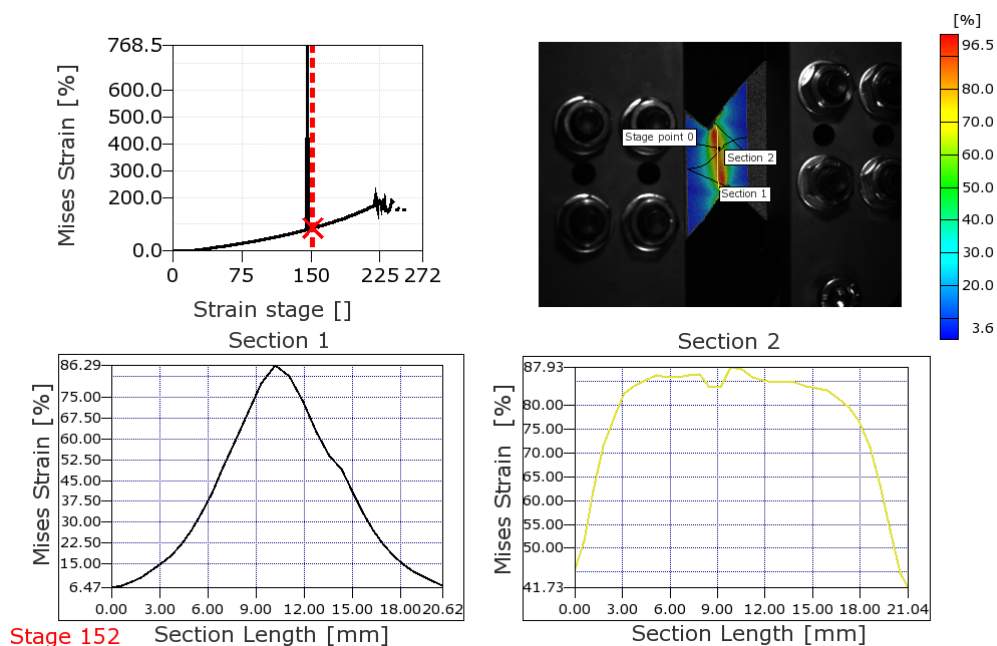 [%]
768.5
600.0
500.0
400.0
300.0
200.0
0.0
Mises Strain [%]
0 75 150 225 272
Strain stage []
Stage point 0
Section 2
Section 1
96.5
80.0
70.0
60.0
50.0
40.0
30.0
20.0
3.6
Section 1
86.29
75.00
67.50
60.00
52.50
45.00
37.50
30.00
22.50
15.00
6.47
Mises Strain [%]
0.00 3.00 6.00 9.00 12.00 15.00 18.00 20.62
Section Length [mm]
Stage 152
Section 2
87.93
80.00
75.00
70.00
65.00
60.00
55.00
50.00
41.73
Mises Strain [%]
0.00 3.00 6.00 9.00 12.00 15.00 18.00 21.04
Section Length [mm]